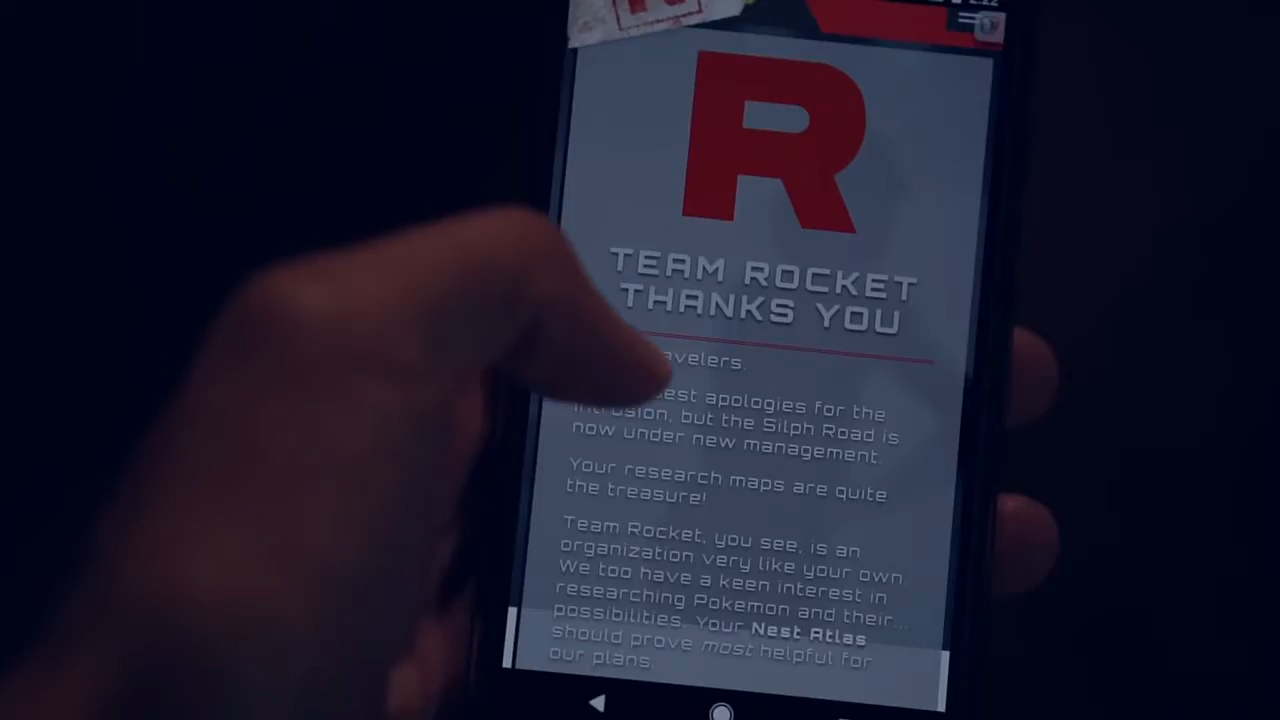 2:22
R
TEAM ROCKET
THANKS YOU
avelers.
est apologies for the
intrusion, but the Silph Road is
now under new management.
Your research maps are quite
the treasure!
Team Rocket, you see, is an
organization very like your own
We too have a keen interest in
researching Pokemon and their...
possibilities. Your Nest Atlas
should prove most helpful for
our plans.